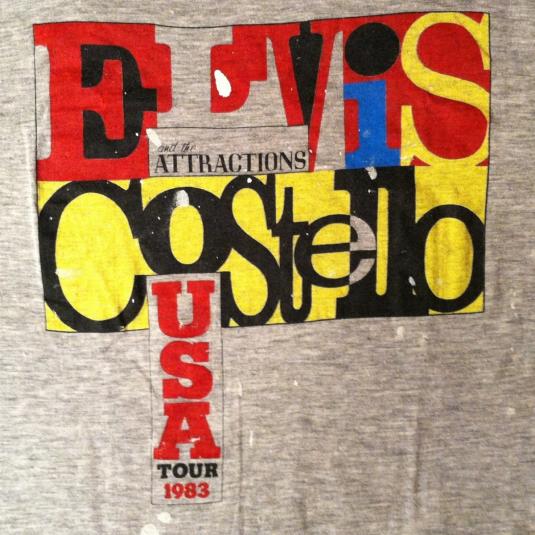 ELViS
and the
ATTRACTIONS
Costello
USA
TOUR
1983